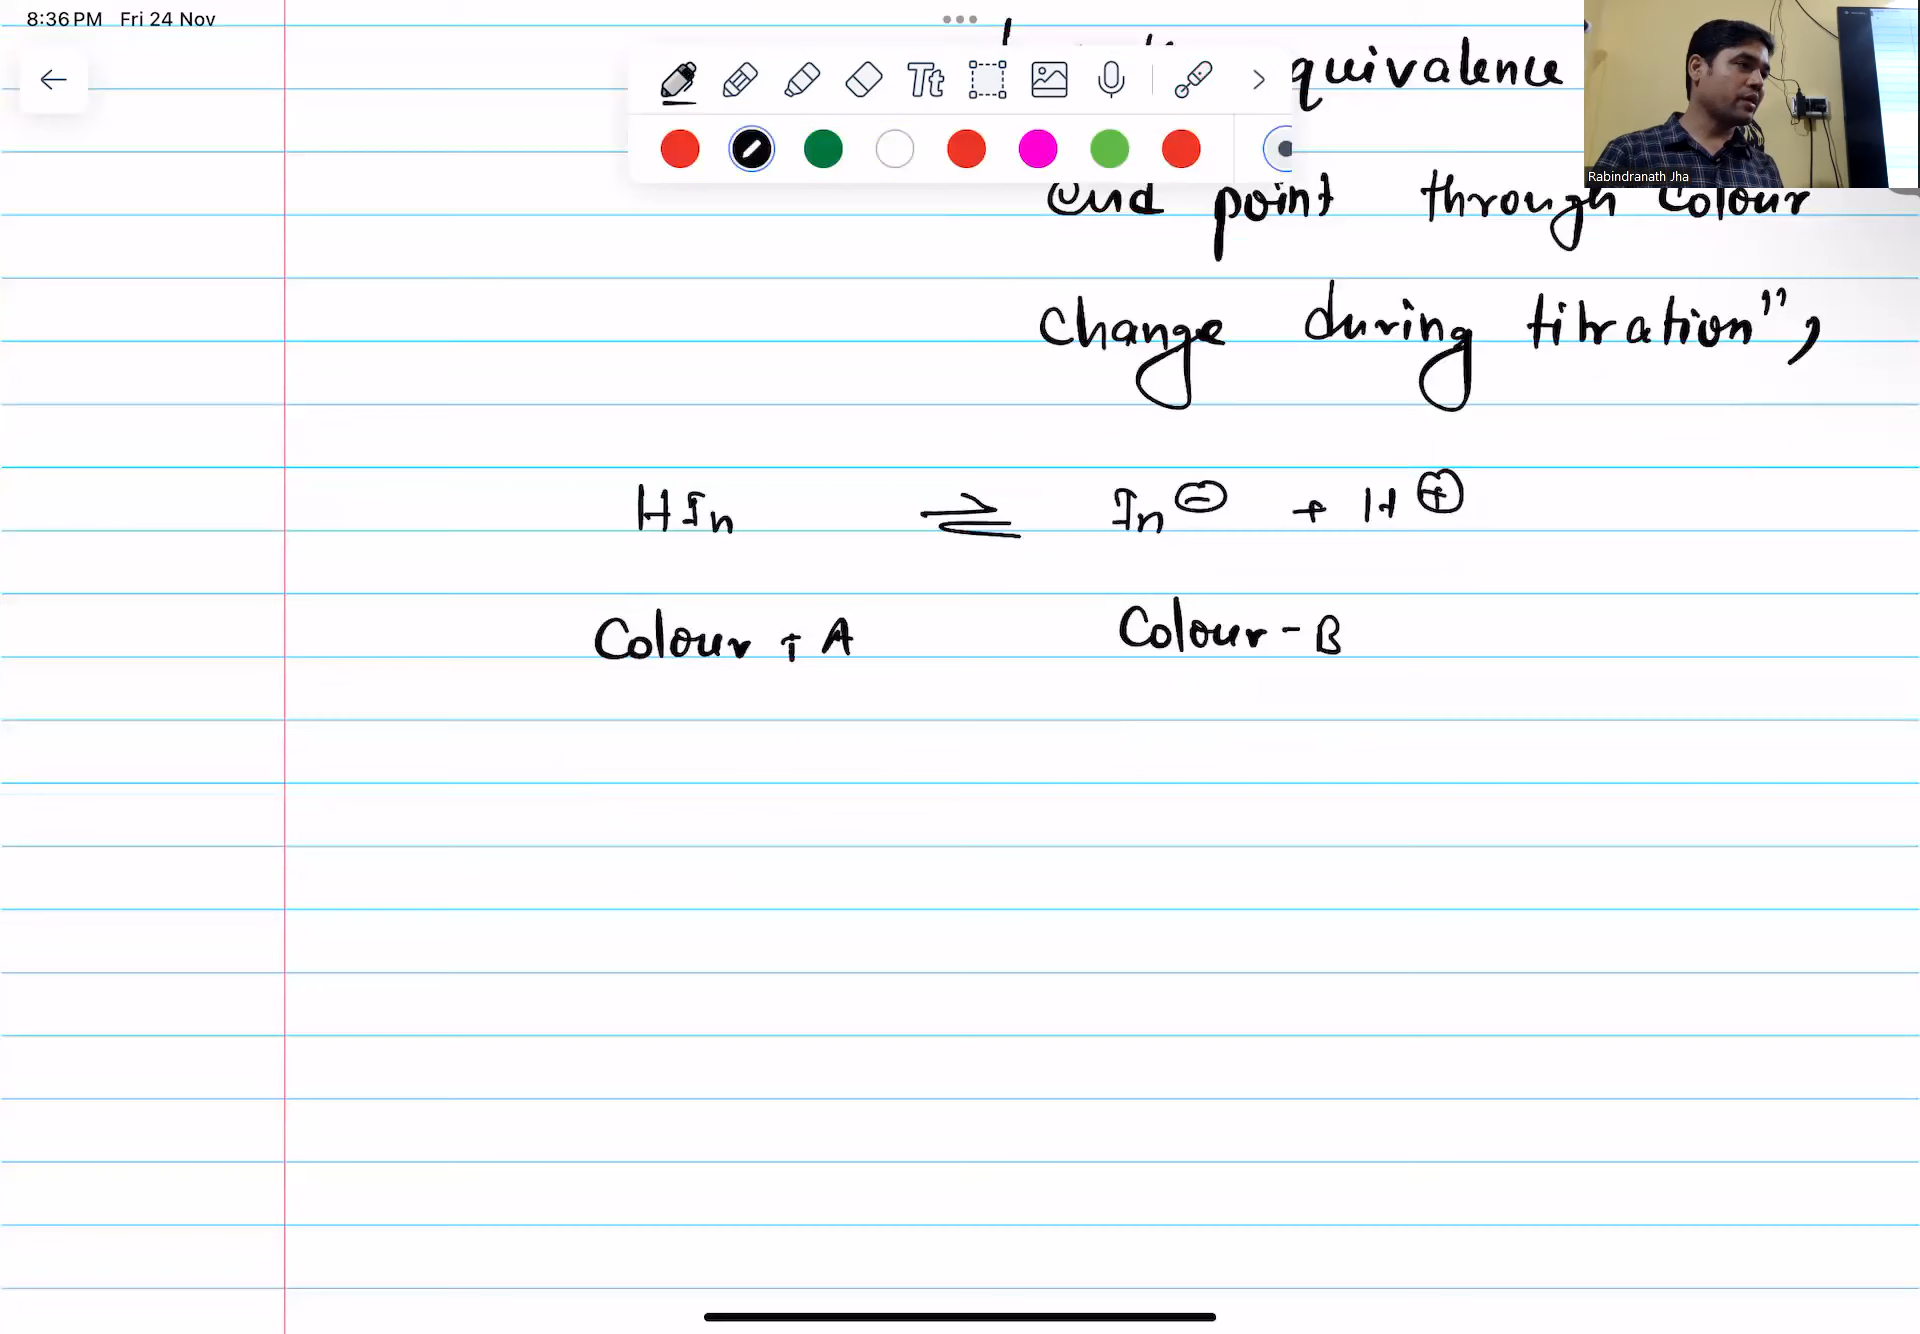 8:36 PM Fri 24 Nov
Tt
quivalence
Rabindranath Jha
end point through colour
change during titration",
HIn ⇌ In⊖ + H⊕
Colour - A Colour - B